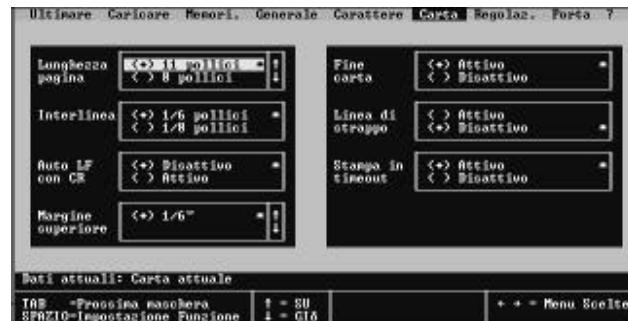 Ultimare Caricare Memori. Generale Carattere Carta Regolaz. Porta ?
Lunghezza pagina
(•) 11 pollici
( ) 8 pollici
Interlinea
(•) 1/6 pollici
( ) 1/8 pollici
Auto LF con CR
(•) Disattivo
( ) Attivo
Margine superiore
(•) 1/6"
Fine carta
(•) Attivo
( ) Disattivo
Linea di strappo
( ) Attivo
(•) Disattivo
Stampa in timeout
(•) Attivo
( ) Disattivo
Dati attuali: Carta attuale
TAB =Prossima maschera
SPAZIO=Impostazione Funzione
↑ = SU
↓ = GIò
← → = Menu Scelte